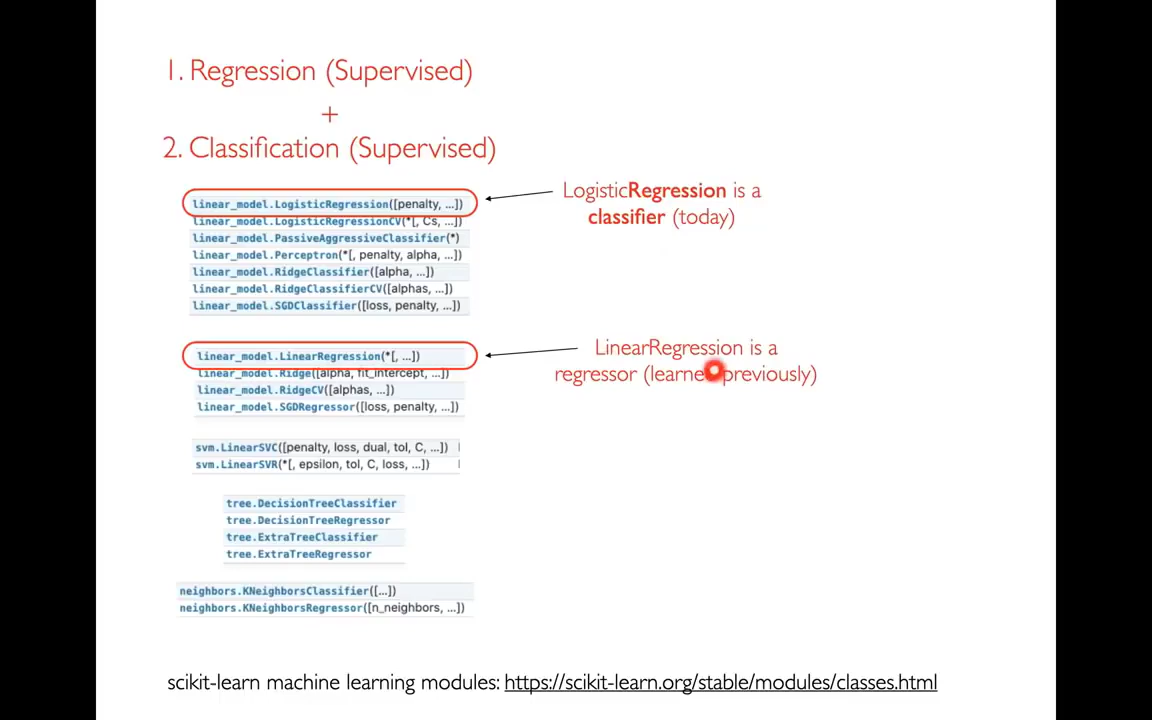 1. Regression (Supervised)
+
2. Classification (Supervised)
linear_model.LogisticRegression([penalty, ...])
linear_model.LogisticRegressionCV(*[, Cs, ...])
linear_model.PassiveAggressiveClassifier(*)
linear_model.Perceptron(*[, penalty, alpha, ...])
linear_model.RidgeClassifier([alpha, ...])
linear_model.RidgeClassifierCV([alphas, ...])
linear_model.SGDClassifier([loss, penalty, ...])
LogisticRegression is a
classifier (today)
linear_model.LinearRegression(*[, ...])
linear_model.Ridge([alpha, fit_intercept, ...])
linear_model.RidgeCV([alphas, ...])
linear_model.SGDRegressor([loss, penalty, ...])
LinearRegression is a
regressor (learne previously)
svm.LinearSVC([penalty, loss, dual, tol, C, ...])
svm.LinearSVR(*[, epsilon, tol, C, loss, ...])
tree.DecisionTreeClassifier
tree.DecisionTreeRegressor
tree.ExtraTreeClassifier
tree.ExtraTreeRegressor
neighbors.KNeighborsClassifier([...])
neighbors.KNeighborsRegressor([n_neighbors, ...])
scikit-learn machine learning modules: https://scikit-learn.org/stable/modules/classes.html